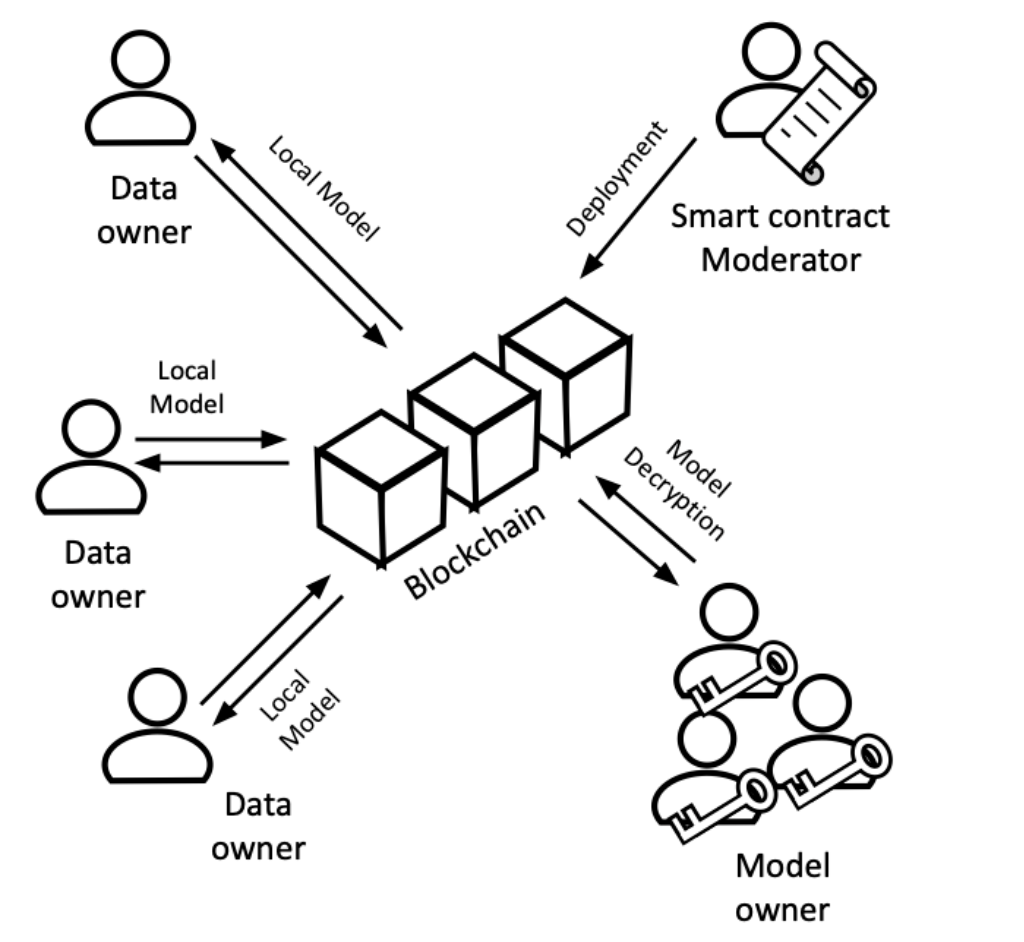 Data
owner
Local Model
Deployment
Smart contract
Moderator
Local
Model
Data
owner
Blockchain
Model
Decryption
Local
Model
Data
owner
Model
owner